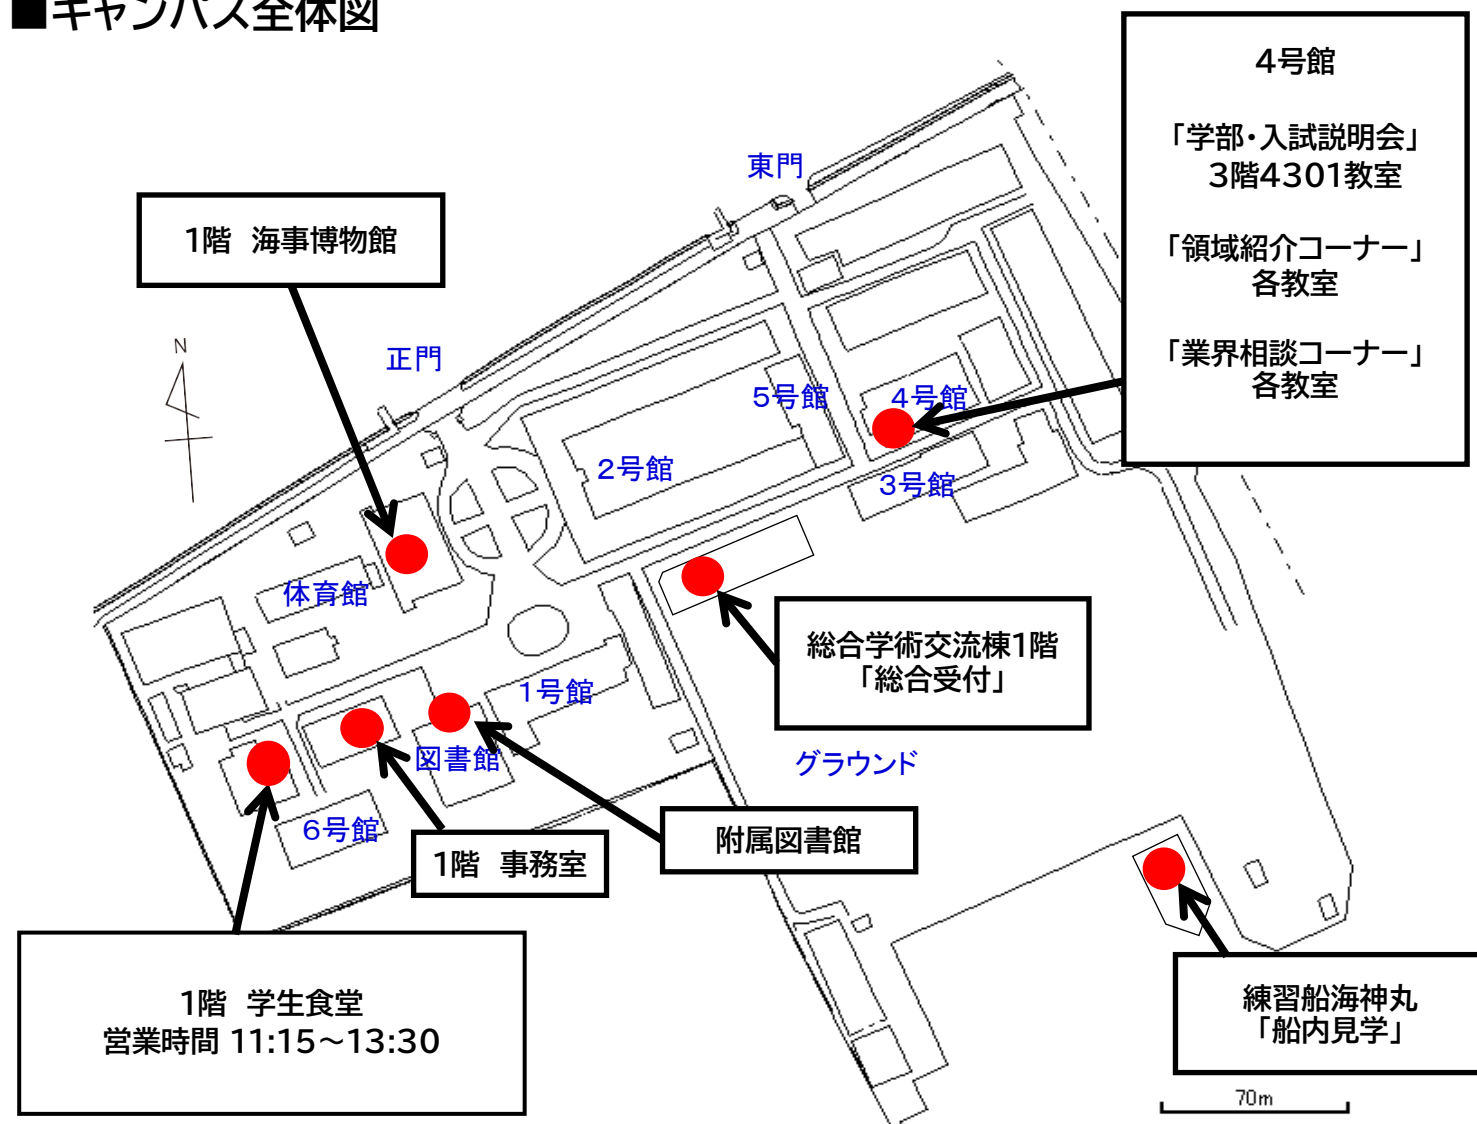 ■キャンパス全体図
4号館
「学部・入試説明会」
3階4301教室
「領域紹介コーナー」
各教室
「業界相談コーナー」
各教室
東門
1階 海事博物館
正門
N
5号館
4号館
2号館
3号館
体育館
総合学術交流棟1階
「総合受付」
1号館
図書館
グラウンド
6号館
附属図書館
1階 事務室
1階 学生食堂
営業時間 11:15～13:30
練習船海神丸
「船内見学」
70m